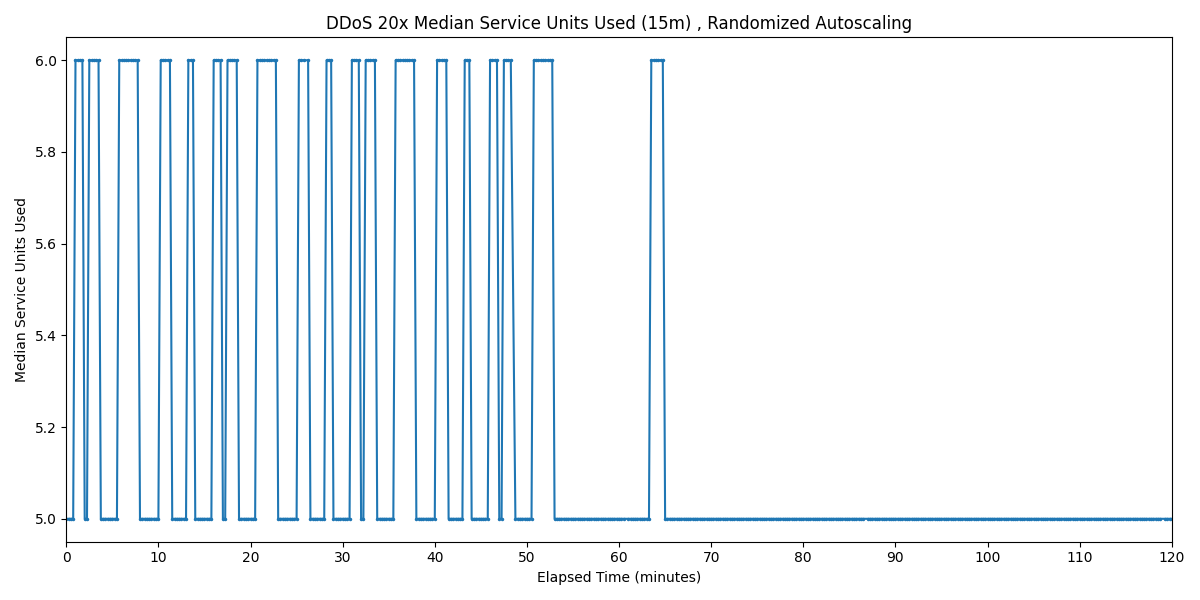 DDoS 20x Median Service Units Used (15m) , Randomized Autoscaling
Median Service Units Used
6.0
5.8
5.6
5.4
5.2
5.0
0 10 20 30 40 50 60 70 80 90 100 110 120
Elapsed Time (minutes)